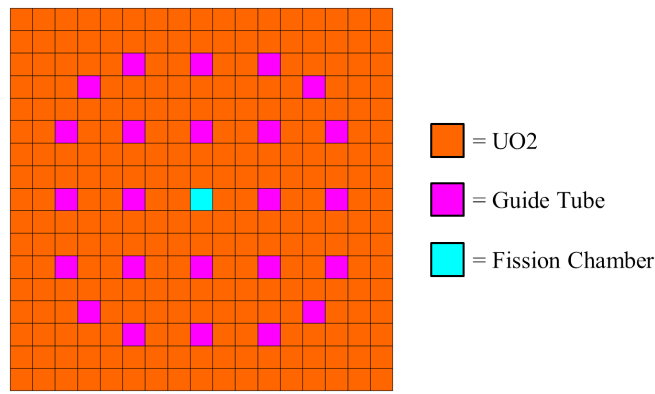 = UO2
= Guide Tube
= Fission Chamber